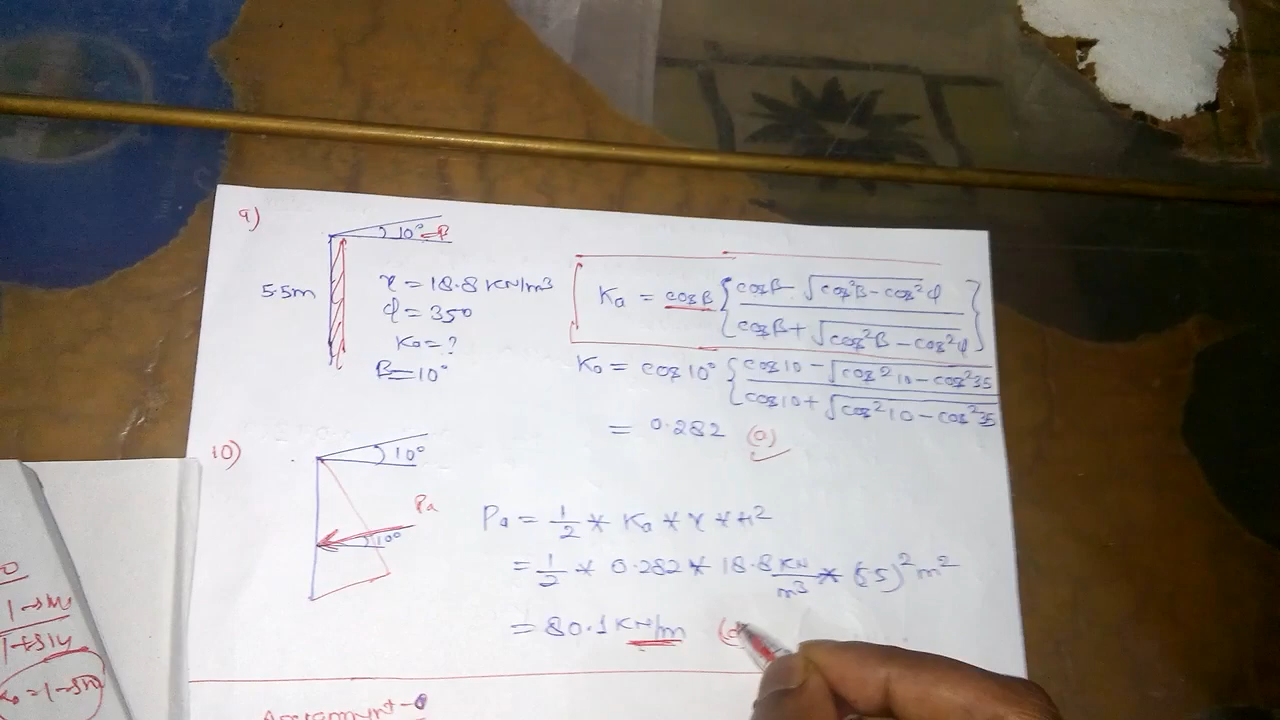 9)
10° β
5.5m
γ = 18.8 KN/m³
φ = 35°
Ka = ?
β = 10°
Ka = cosβ { cosβ - √cos²β - cos²φ / cosβ + √cos²β - cos²φ }
Ka = cos10° { cos10 - √cos²10 - cos²35 / cos10 + √cos²10 - cos²35
= 0.282 (a)
10)
10°
Pa
10°
Pa = 1/2 * Ka * γ * H²
= 1/2 * 0.282 * 18.8 KN/m³ * (5.5)² m²
= 80.1 KN/m
Assignment-